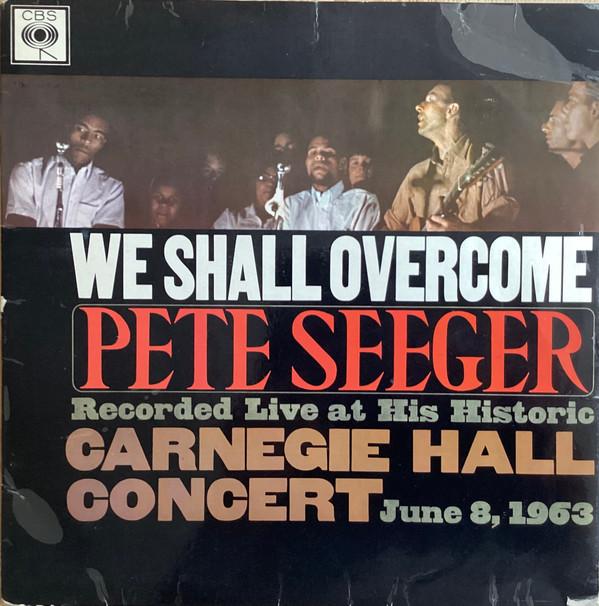 CBS
WE SHALL OVERCOME
PETE SEEGER
Recorded Live at His Historic
CARNEGIE HALL
CONCERT June 8, 1963